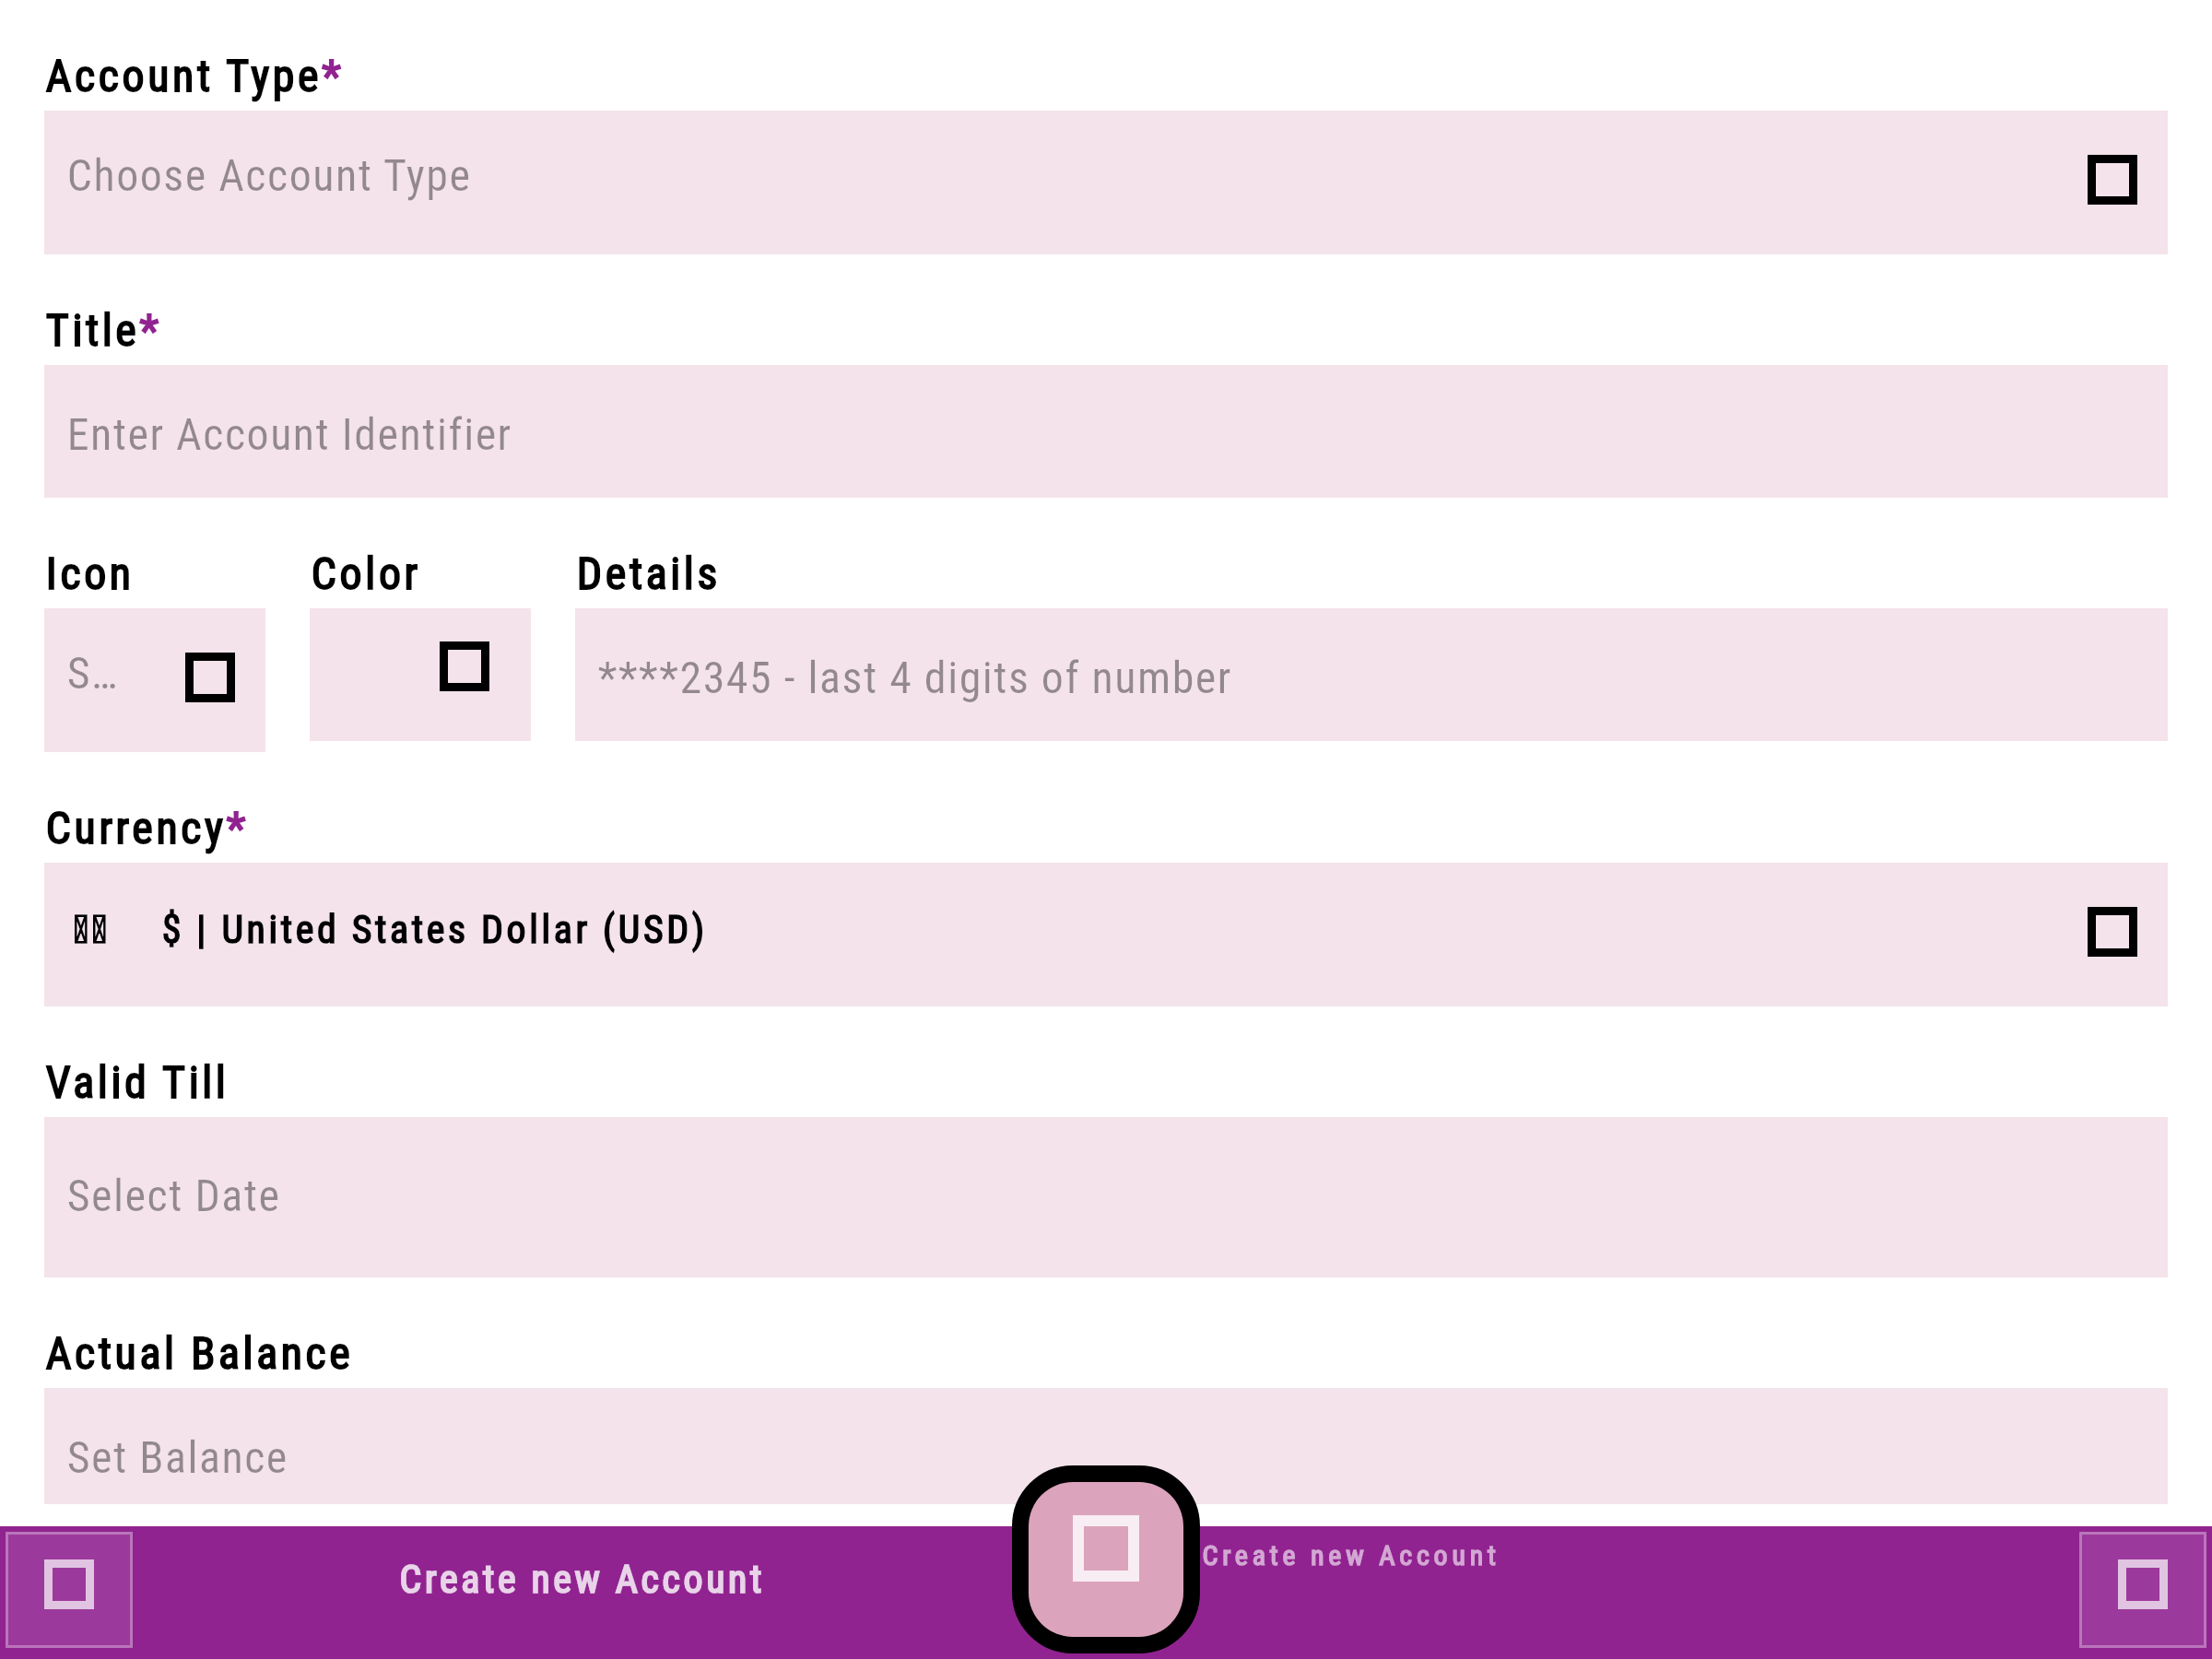 Account Type*
Choose Account Type
Title*
Enter Account Identifier
Icon Color Details
S… ****2345 - last 4 digits of number
Currency*
$ | United States Dollar (USD)
Valid Till
Select Date
Actual Balance
Set Balance
Create new Account
Create new Account